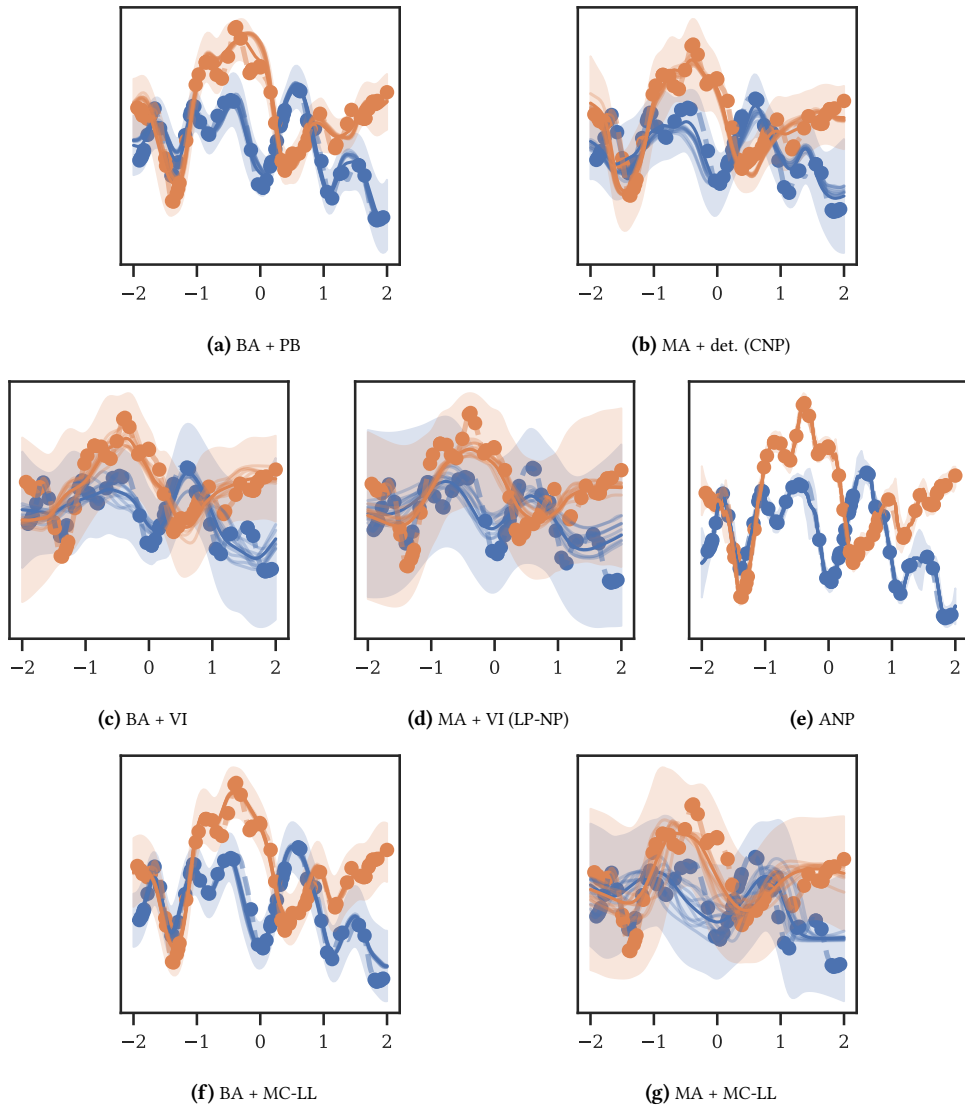 −2 −1 0 1 2
−2 −1 0 1 2
(a) BA + PB
(b) MA + det. (CNP)
−2 −1 0 1 2
−2 −1 0 1 2
−2 −1 0 1 2
(c) BA + VI
(d) MA + VI (LP-NP)
(e) ANP
−2 −1 0 1 2
−2 −1 0 1 2
(f) BA + MC-LL
(g) MA + MC-LL